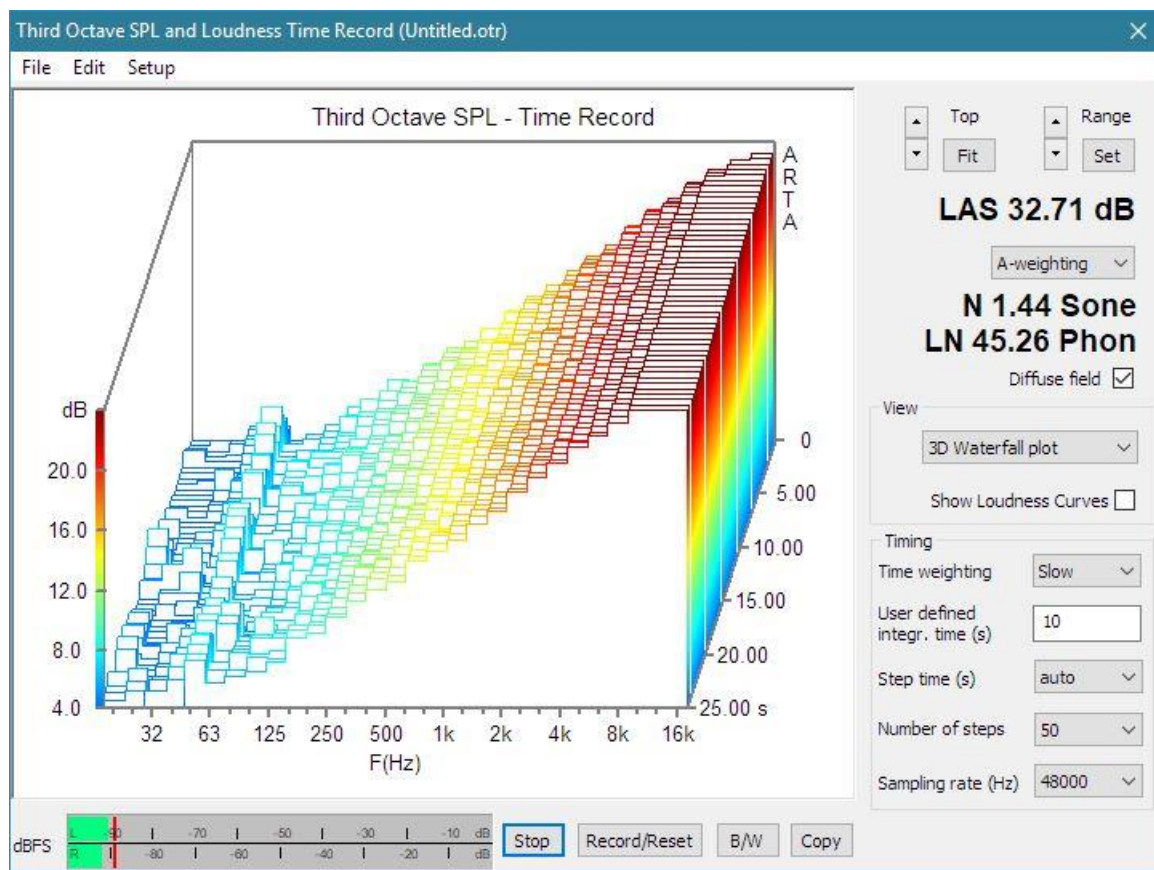 Third Octave SPL and Loudness Time Record (Untitled.otr)
File Edit Setup
Third Octave SPL - Time Record
A
R
T
A
dB
20.0
16.0
12.0
8.0
4.0
32 63 125 250 500 1k 2k 4k 8k 16k
F(Hz)
0
5.00
10.00
15.00
20.00
25.00 s
Top Range
Fit Set
LAS 32.71 dB
A-weighting
N 1.44 Sone
LN 45.26 Phon
Diffuse field
View
3D Waterfall plot
Show Loudness Curves
Timing
Time weighting Slow
User defined
integr. time (s) 10
Step time (s) auto
Number of steps 50
Sampling rate (Hz) 48000
dBFS
L -90 -70 -50 -30 -10 dB
R -80 -60 -40 -20 dB
Stop Record/Reset B/W Copy